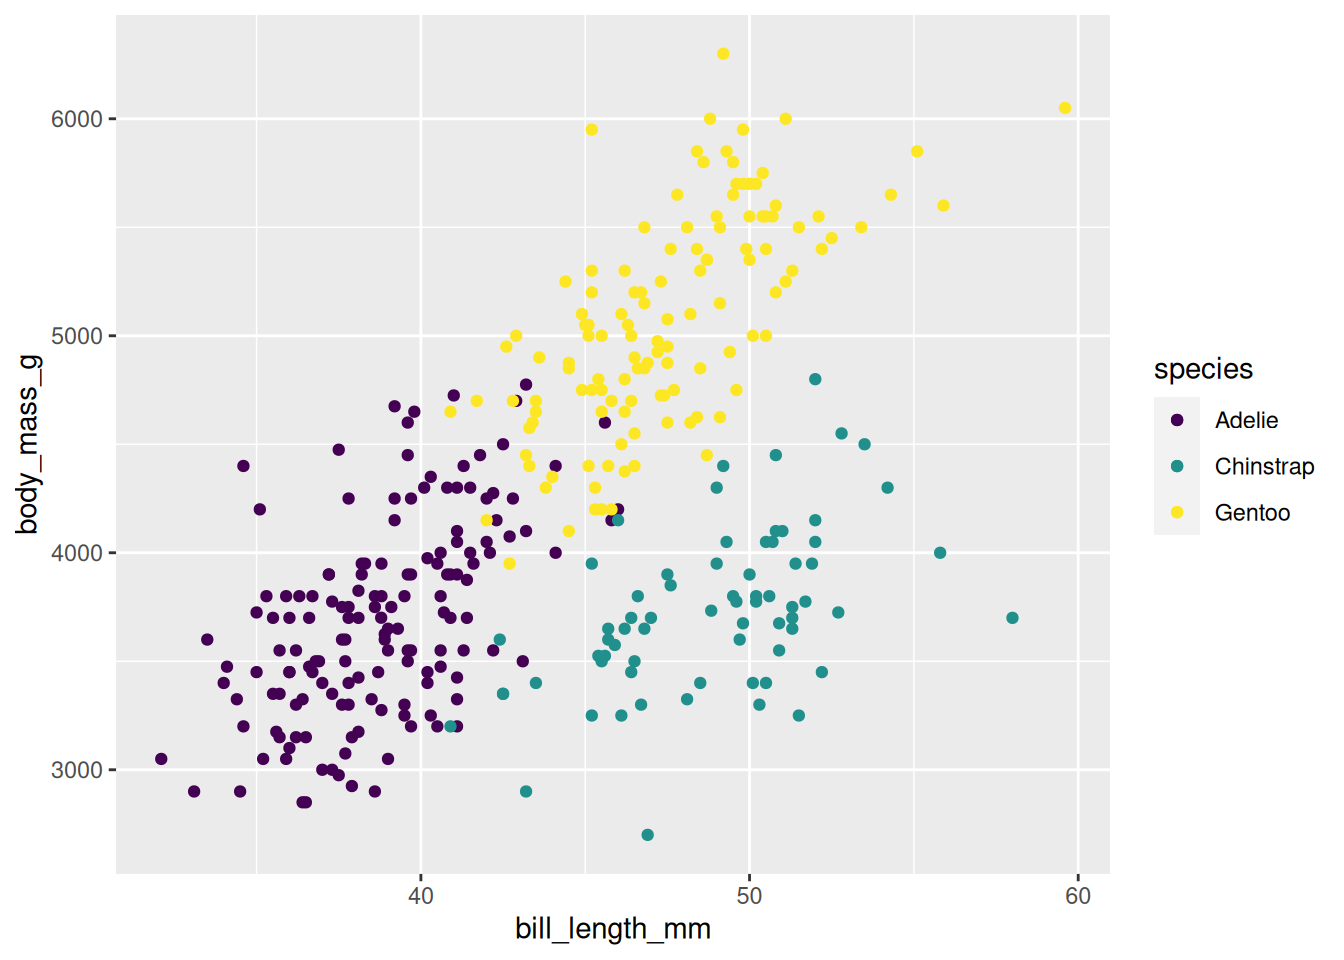 6000
5000
4000
3000
body_mass_g
40
50
60
bill_length_mm
species
Adelie
Chinstrap
Gentoo